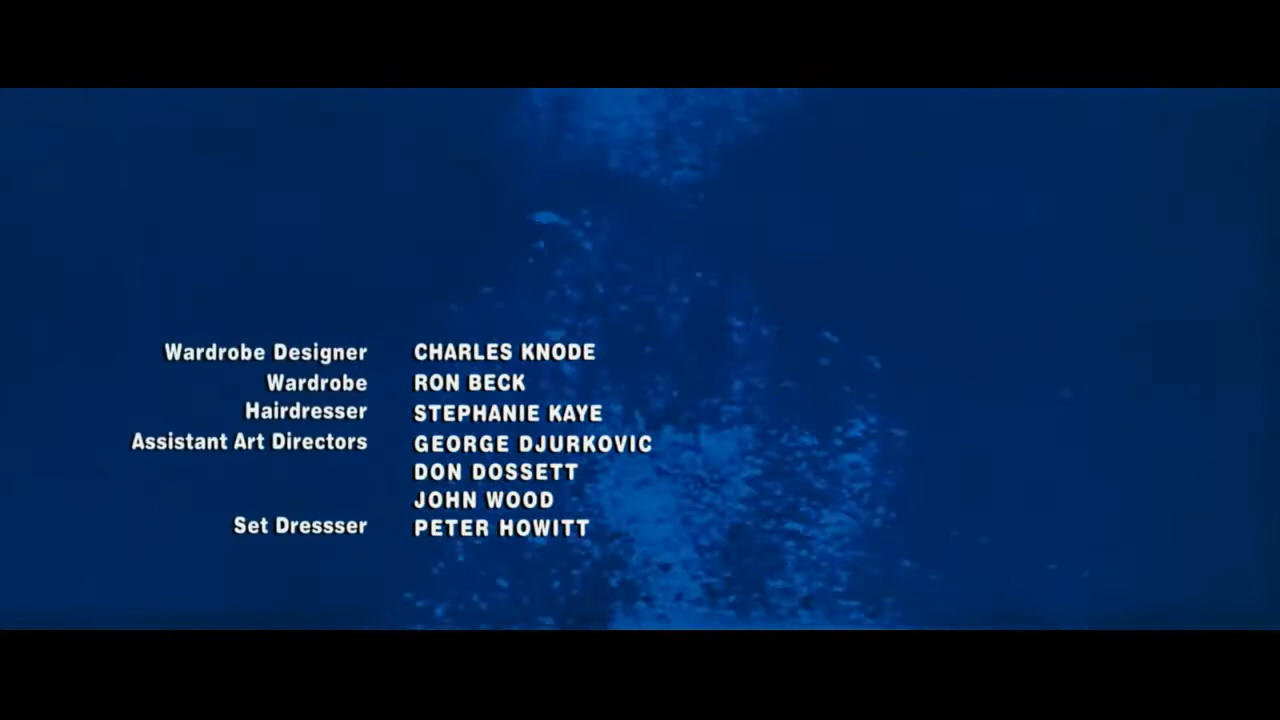 Wardrobe Designer CHARLES KNODE
Wardrobe RON BECK
Hairdresser STEPHANIE KAYE
Assistant Art Directors GEORGE DJURKOVIC
DON DOSSETT
JOHN WOOD
Set Dressser PETER HOWITT